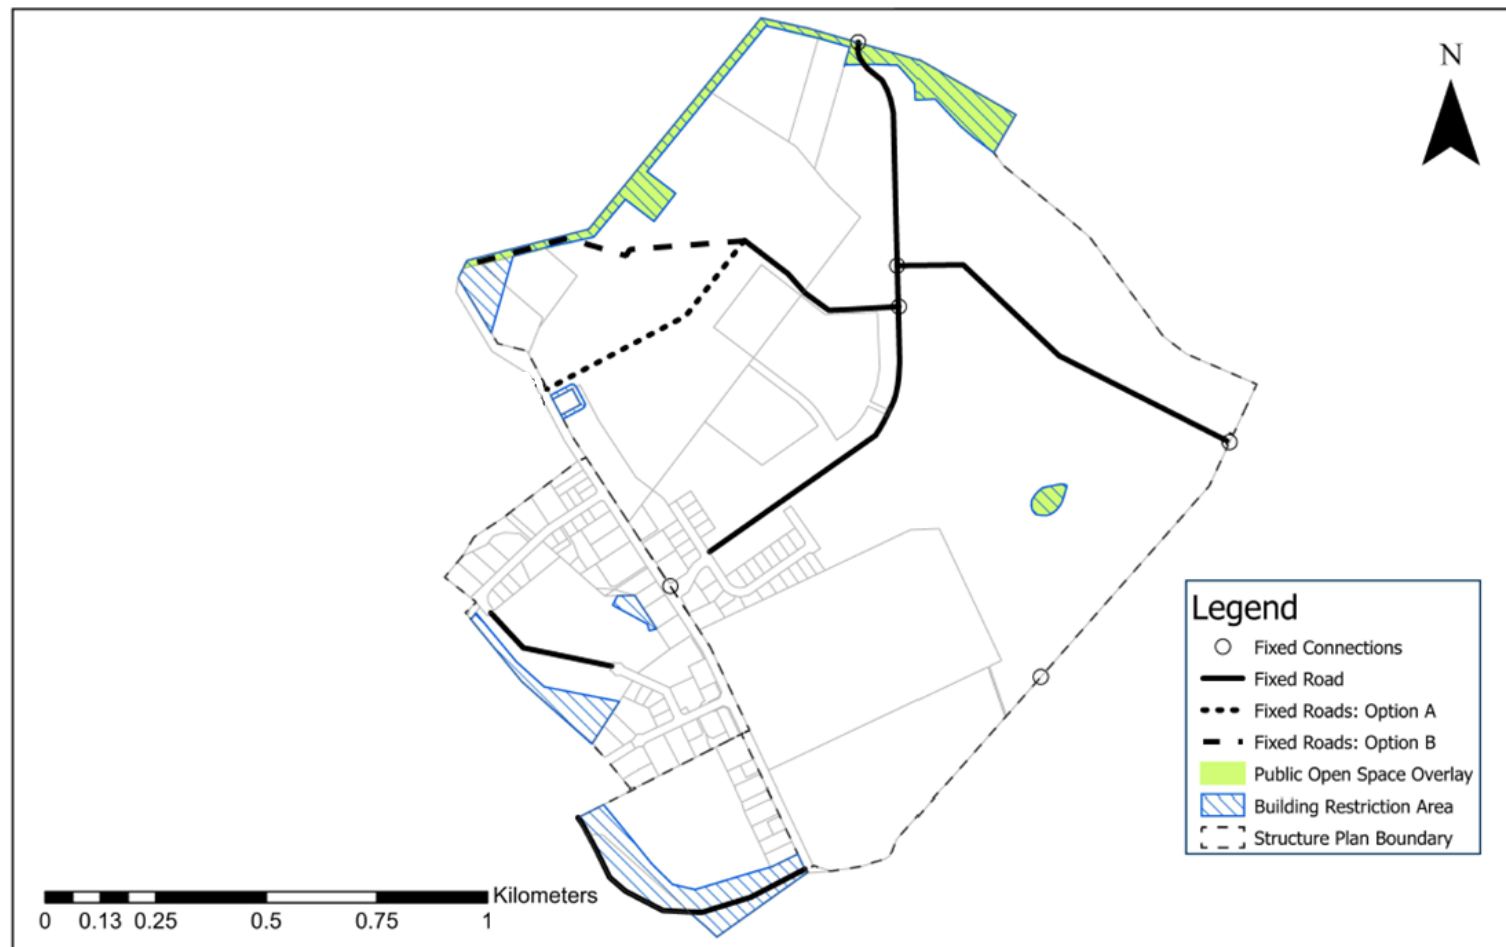 N
Legend
Fixed Connections
Fixed Road
Fixed Roads: Option A
Fixed Roads: Option B
Public Open Space Overlay
Building Restriction Area
Structure Plan Boundary
Kilometers
0 0.13 0.25 0.5 0.75 1